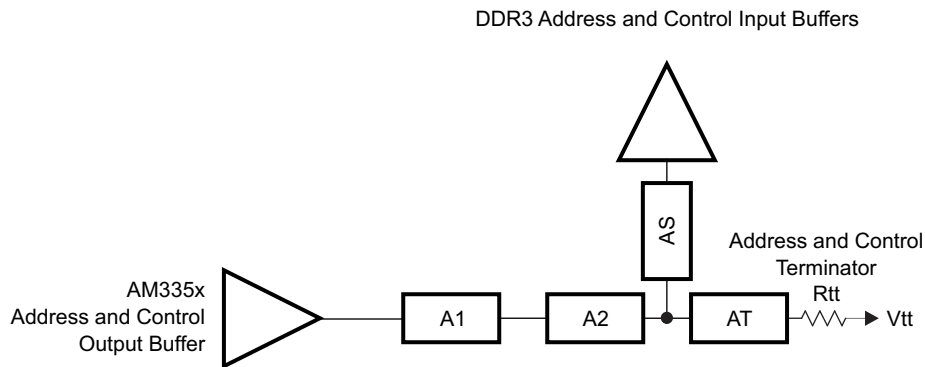 DDR3 Address and Control Input Buffers
AS
Address and Control
Terminator
Rtt
AM335x
Address and Control
Output Buffer
A1
A2
AT
Vtt